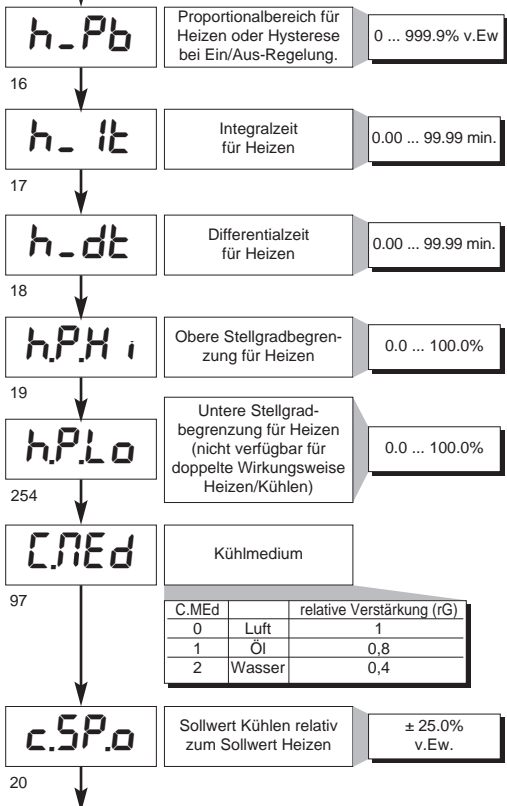 h_Pb
Proportionalbereich für
Heizen oder Hysterese
bei Ein/Aus-Regelung.
0 ... 999.9% v.Ew
16
h_ It
Integralzeit
für Heizen
0.00 ... 99.99 min.
17
h_dt
Differentialzeit
für Heizen
0.00 ... 99.99 min.
18
h.P.H i
Obere Stellgradbegren-
zung für Heizen
0.0 ... 100.0%
19
h.P.L o
Untere Stellgrad-
begrenzung für Heizen
(nicht verfügbar für
doppelte Wirkungsweise
Heizen/Kühlen)
0.0 ... 100.0%
254
C.MEd
Kühlmedium
97
C.MEd relative Verstärkung (rG)
0 Luft 1
1 Öl 0,8
2 Wasser 0,4
c.SP.o
Sollwert Kühlen relativ
zum Sollwert Heizen
± 25.0%
v.Ew.
20